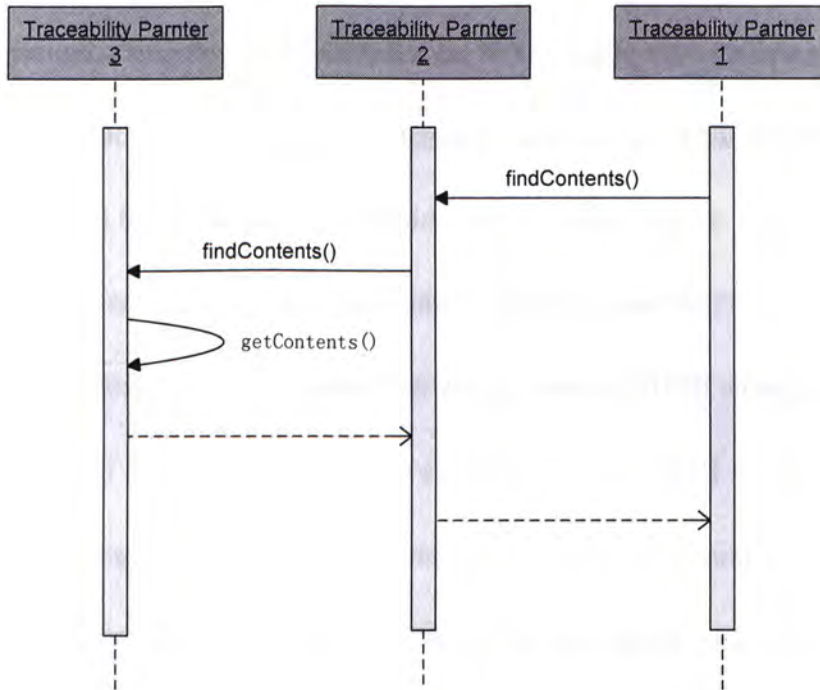 Traceability Parnter
3
Traceability Parnter
2
Traceability Partner
1
findContents()
findContents()
getContents()